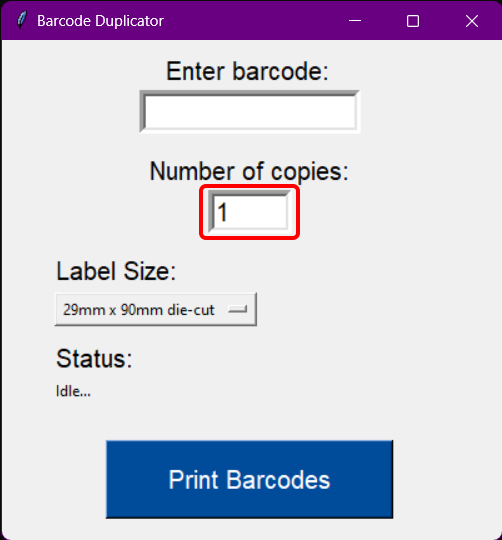 Barcode Duplicator
Enter barcode:
Number of copies:
1
Label Size:
29mm x 90mm die-cut
Status:
Idle...
Print Barcodes